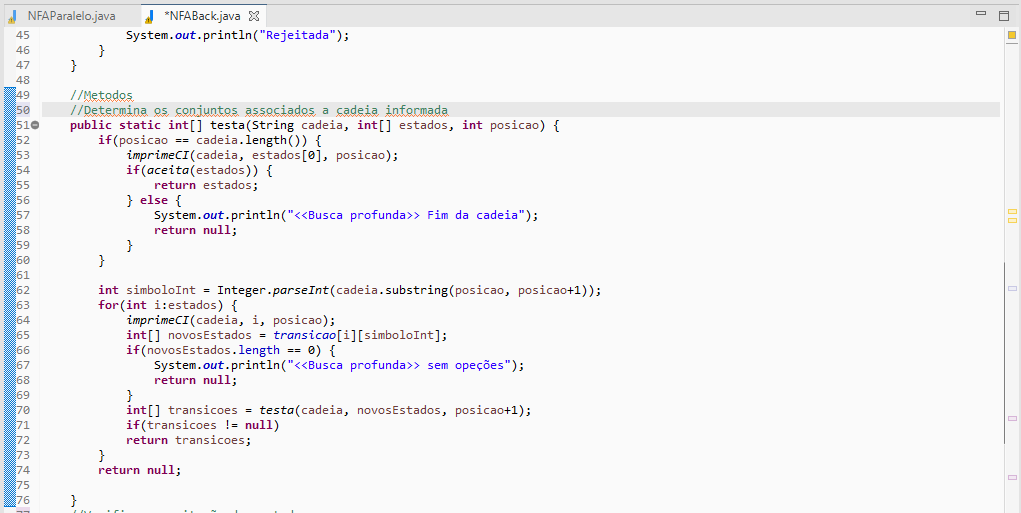 NFAParalelo.java
*NFABack.java
45 System.out.println("Rejeitada");
46 }
47 }
48
49 //Metodos
50 //Determina os conjuntos associados a cadeia informada
51 public static int[] testa(String cadeia, int[] estados, int posicao) {
52 if(posicao == cadeia.length()) {
53 imprimeCI(cadeia, estados[0], posicao);
54 if(aceita(estados)) {
55 return estados;
56 } else {
57 System.out.println("<<Busca profunda>> Fim da cadeia");
58 return null;
59 }
60 }
61
62 int simboloInt = Integer.parseInt(cadeia.substring(posicao, posicao+1));
63 for(int i:estados) {
64 imprimeCI(cadeia, i, posicao);
65 int[] novosEstados = transicao[i][simboloInt];
66 if(novosEstados.length == 0) {
67 System.out.println("<<Busca profunda>> sem opeções");
68 return null;
69 }
70 int[] transicoes = testa(cadeia, novosEstados, posicao+1);
71 if(transicoes != null)
72 return transicoes;
73 }
74 return null;
75
76 }